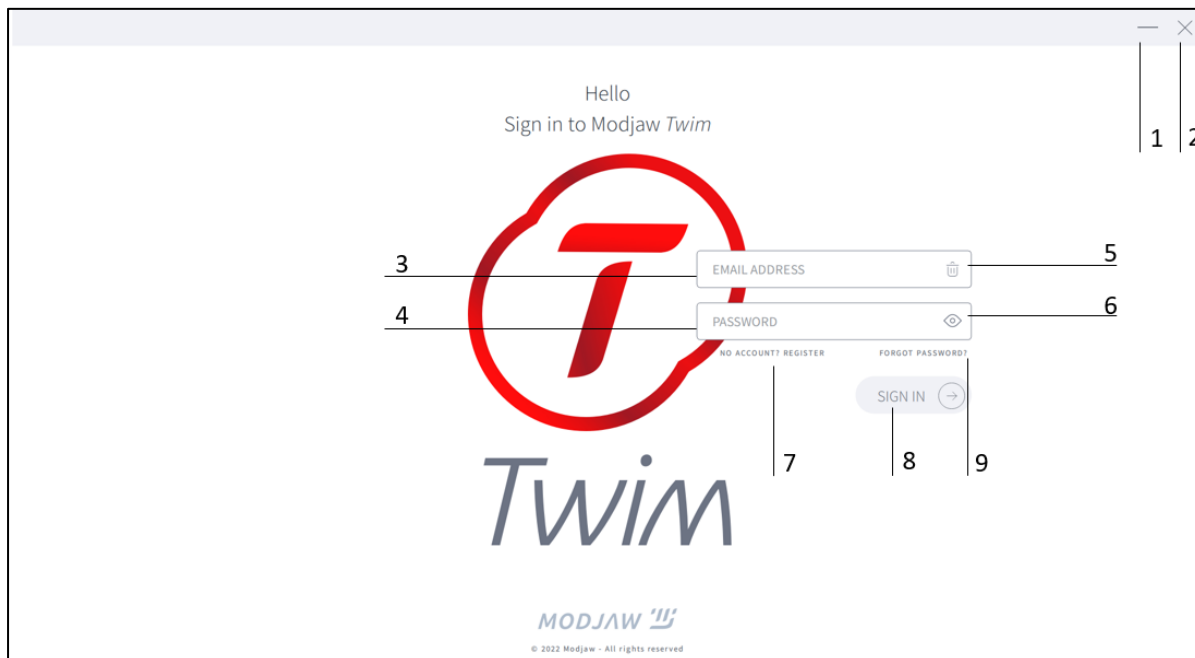 Hello
Sign in to Modjaw Twim
1
2
3
EMAIL ADDRESS
5
4
PASSWORD
6
NO ACCOUNT? REGISTER
FORGOT PASSWORD?
SIGN IN
7
8
9
T
Twim
MODJAW
© 2022 Modjaw - All rights reserved